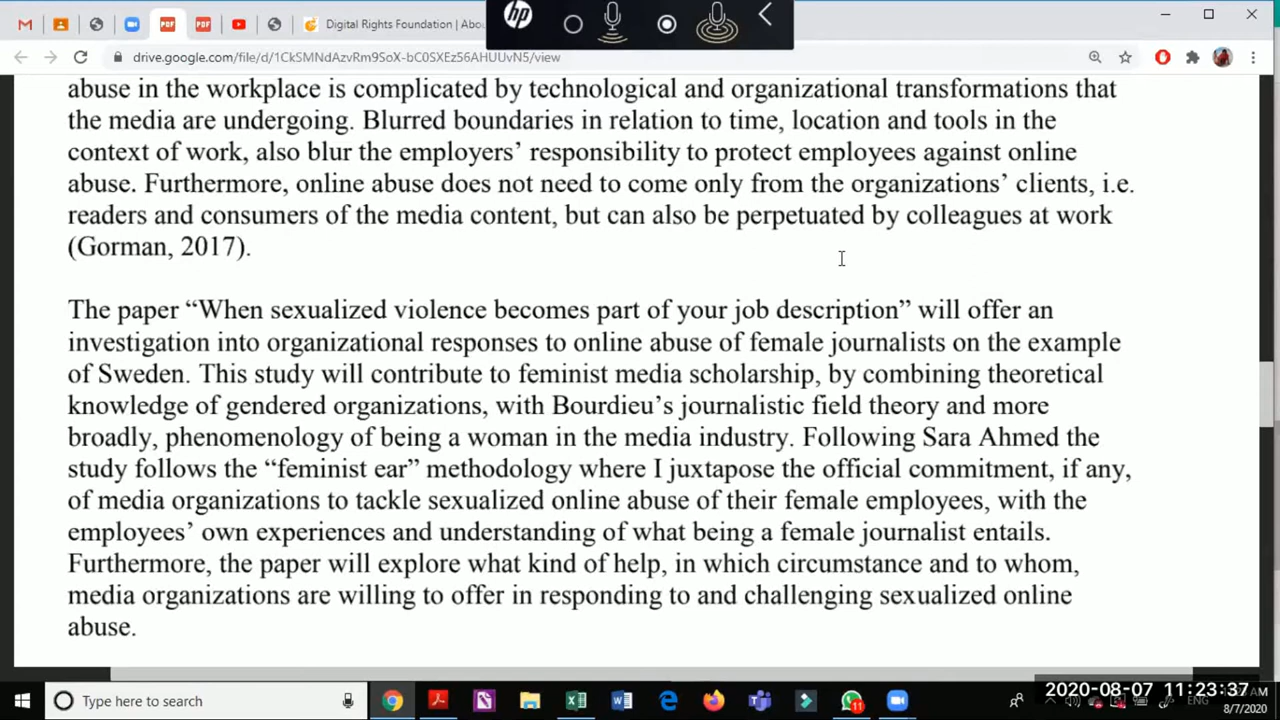 Digital Rights Foundation | Abou
hp
drive.google.com/file/d/1CkSMNdAzvRm9SoX-bC0SXEz56AHUUvN5/view
abuse in the workplace is complicated by technological and organizational transformations that
the media are undergoing. Blurred boundaries in relation to time, location and tools in the
context of work, also blur the employers’ responsibility to protect employees against online
abuse. Furthermore, online abuse does not need to come only from the organizations’ clients, i.e.
readers and consumers of the media content, but can also be perpetuated by colleagues at work
(Gorman, 2017).
The paper “When sexualized violence becomes part of your job description” will offer an
investigation into organizational responses to online abuse of female journalists on the example
of Sweden. This study will contribute to feminist media scholarship, by combining theoretical
knowledge of gendered organizations, with Bourdieu’s journalistic field theory and more
broadly, phenomenology of being a woman in the media industry. Following Sara Ahmed the
study follows the “feminist ear” methodology where I juxtapose the official commitment, if any,
of media organizations to tackle sexualized online abuse of their female employees, with the
employees’ own experiences and understanding of what being a female journalist entails.
Furthermore, the paper will explore what kind of help, in which circumstance and to whom,
media organizations are willing to offer in responding to and challenging sexualized online
abuse.
Type here to search
2020-08-07 11:23:37
ENG
8/7/2020